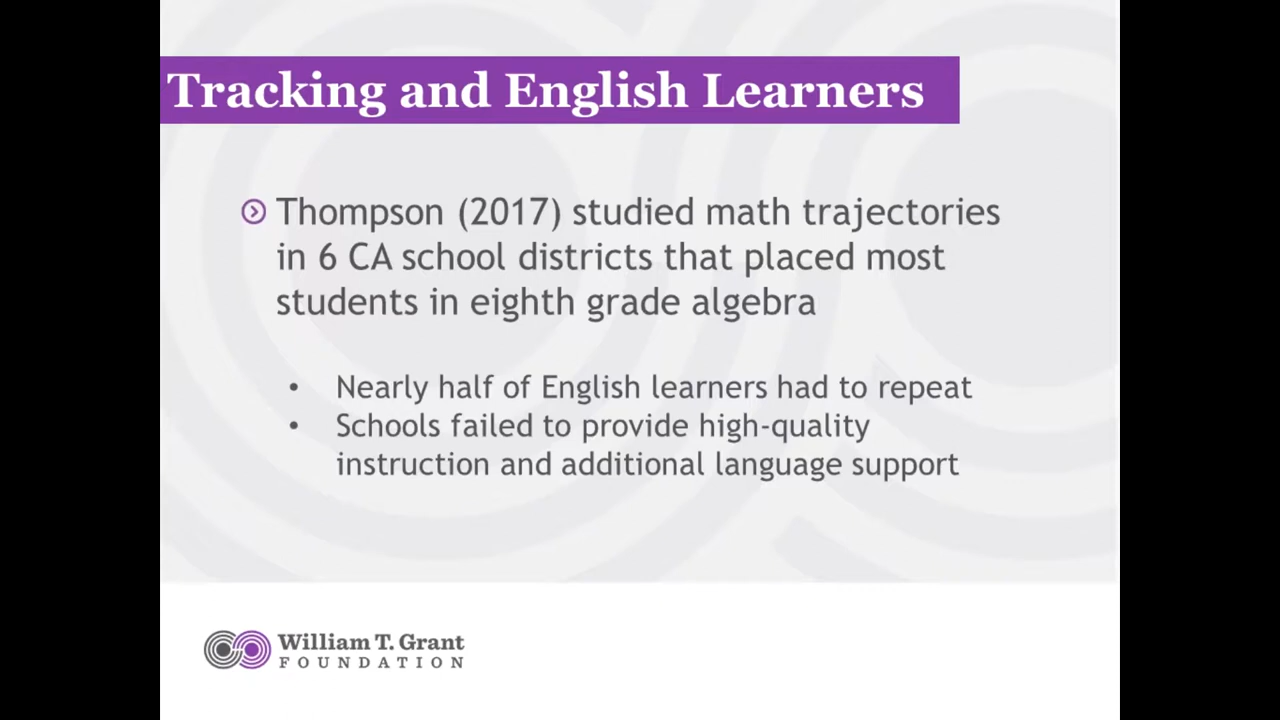 Tracking and English Learners
Thompson (2017) studied math trajectories
in 6 CA school districts that placed most
students in eighth grade algebra
• Nearly half of English learners had to repeat
• Schools failed to provide high-quality
instruction and additional language support
William T. Grant
FOUNDATION